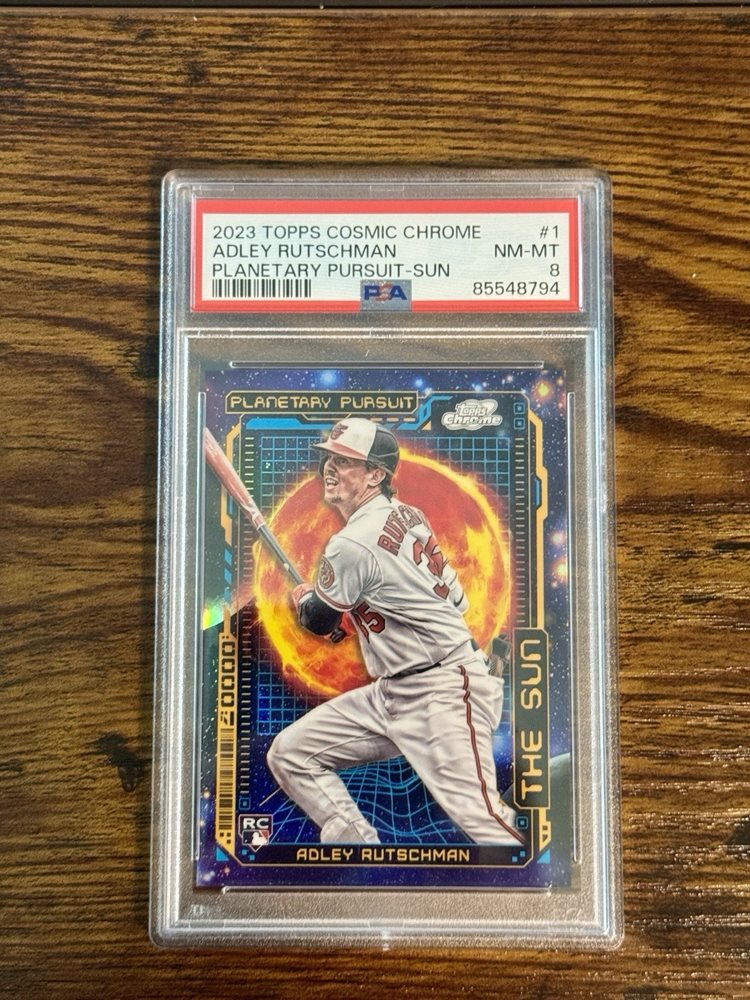 2023 TOPPS COSMIC CHROME #1
ADLEY RUTSCHMAN NM-MT
PLANETARY PURSUIT-SUN 8
PSA 85548794
PLANETARY PURSUIT
TOPPS
Chrome
35
THE SUN
RC
ADLEY RUTSCHMAN